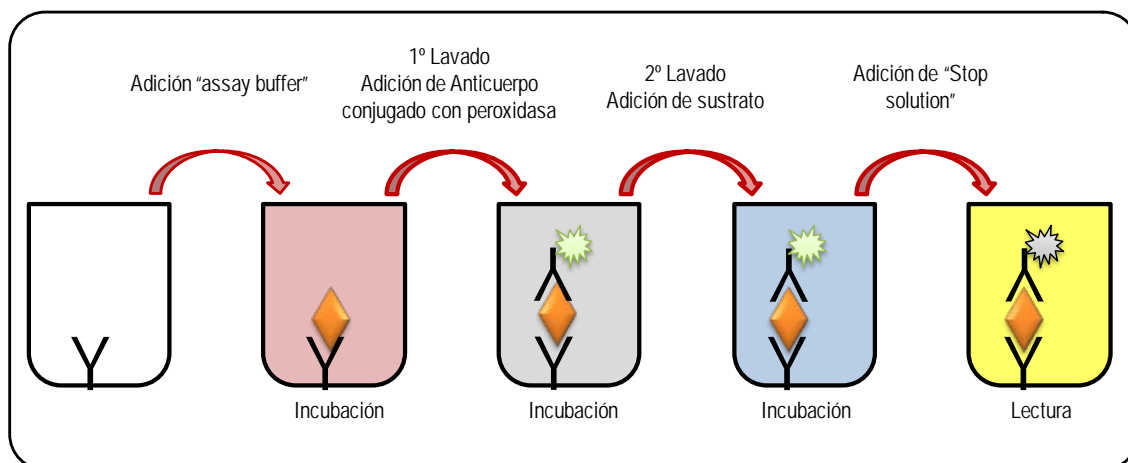 Adición “assay buffer”
1º Lavado
Adición de Anticuerpo
conjugado con peroxidasa
2º Lavado
Adición de sustrato
Adición de “Stop
solution”
Incubación
Incubación
Incubación
Lectura